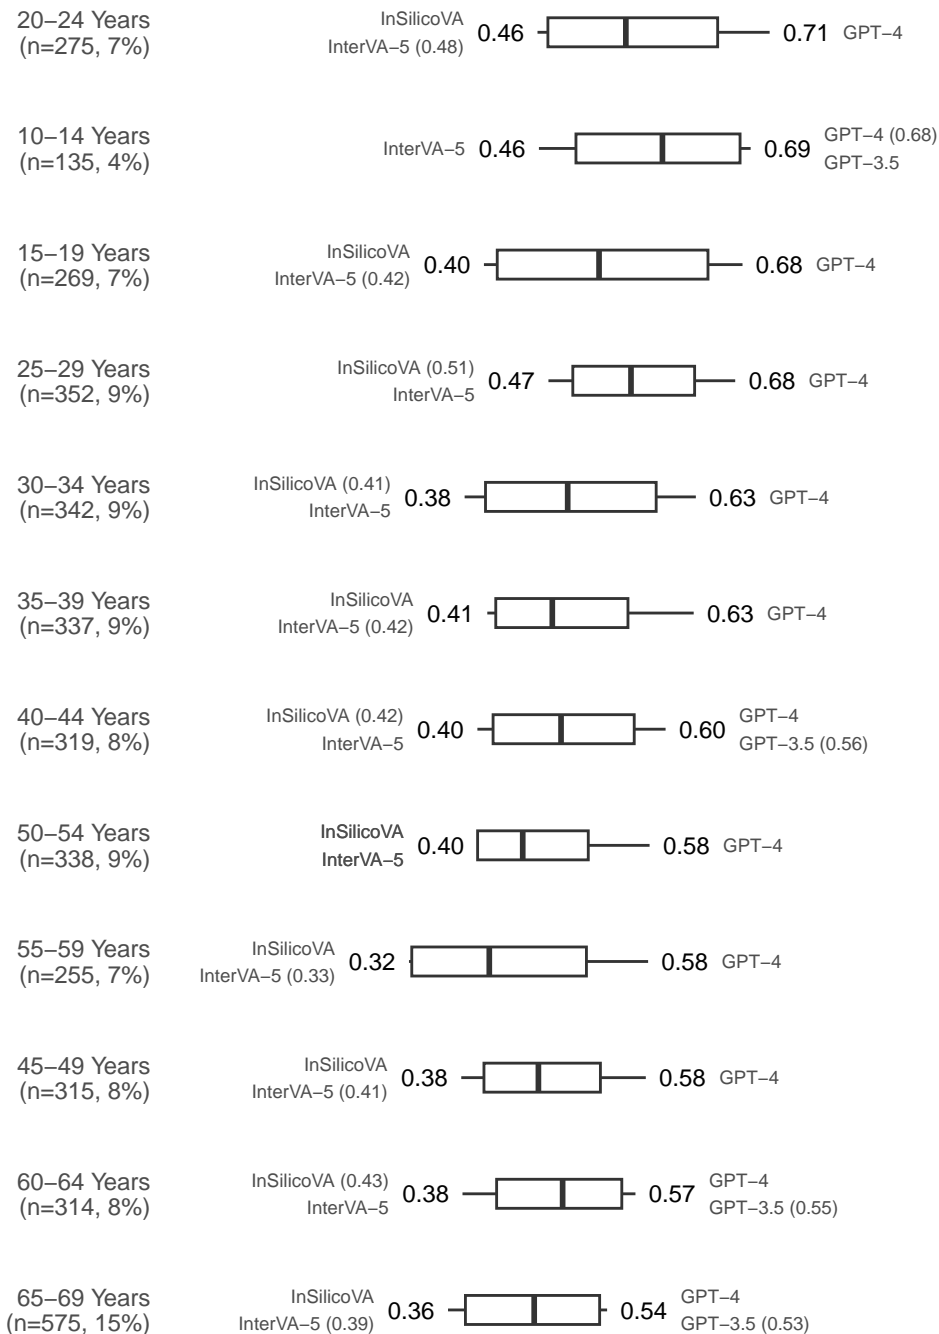 20–24 Years
(n=275, 7%)
InSilicoVA
InterVA–5 (0.48)
0.46
0.71
GPT–4
10–14 Years
(n=135, 4%)
InterVA–5
0.46
0.69
GPT–4 (0.68)
GPT–3.5
15–19 Years
(n=269, 7%)
InSilicoVA
InterVA–5 (0.42)
0.40
0.68
GPT–4
25–29 Years
(n=352, 9%)
InSilicoVA (0.51)
InterVA–5
0.47
0.68
GPT–4
30–34 Years
(n=342, 9%)
InSilicoVA (0.41)
InterVA–5
0.38
0.63
GPT–4
35–39 Years
(n=337, 9%)
InSilicoVA
InterVA–5 (0.42)
0.41
0.63
GPT–4
40–44 Years
(n=319, 8%)
InSilicoVA (0.42)
InterVA–5
0.40
0.60
GPT–4
GPT–3.5 (0.56)
50–54 Years
(n=338, 9%)
InSilicoVA
InterVA–5
0.40
0.58
GPT–4
55–59 Years
(n=255, 7%)
InSilicoVA
InterVA–5 (0.33)
0.32
0.58
GPT–4
45–49 Years
(n=315, 8%)
InSilicoVA
InterVA–5 (0.41)
0.38
0.58
GPT–4
60–64 Years
(n=314, 8%)
InSilicoVA (0.43)
InterVA–5
0.38
0.57
GPT–4
GPT–3.5 (0.55)
65–69 Years
(n=575, 15%)
InSilicoVA
InterVA–5 (0.39)
0.36
0.54
GPT–4
GPT–3.5 (0.53)